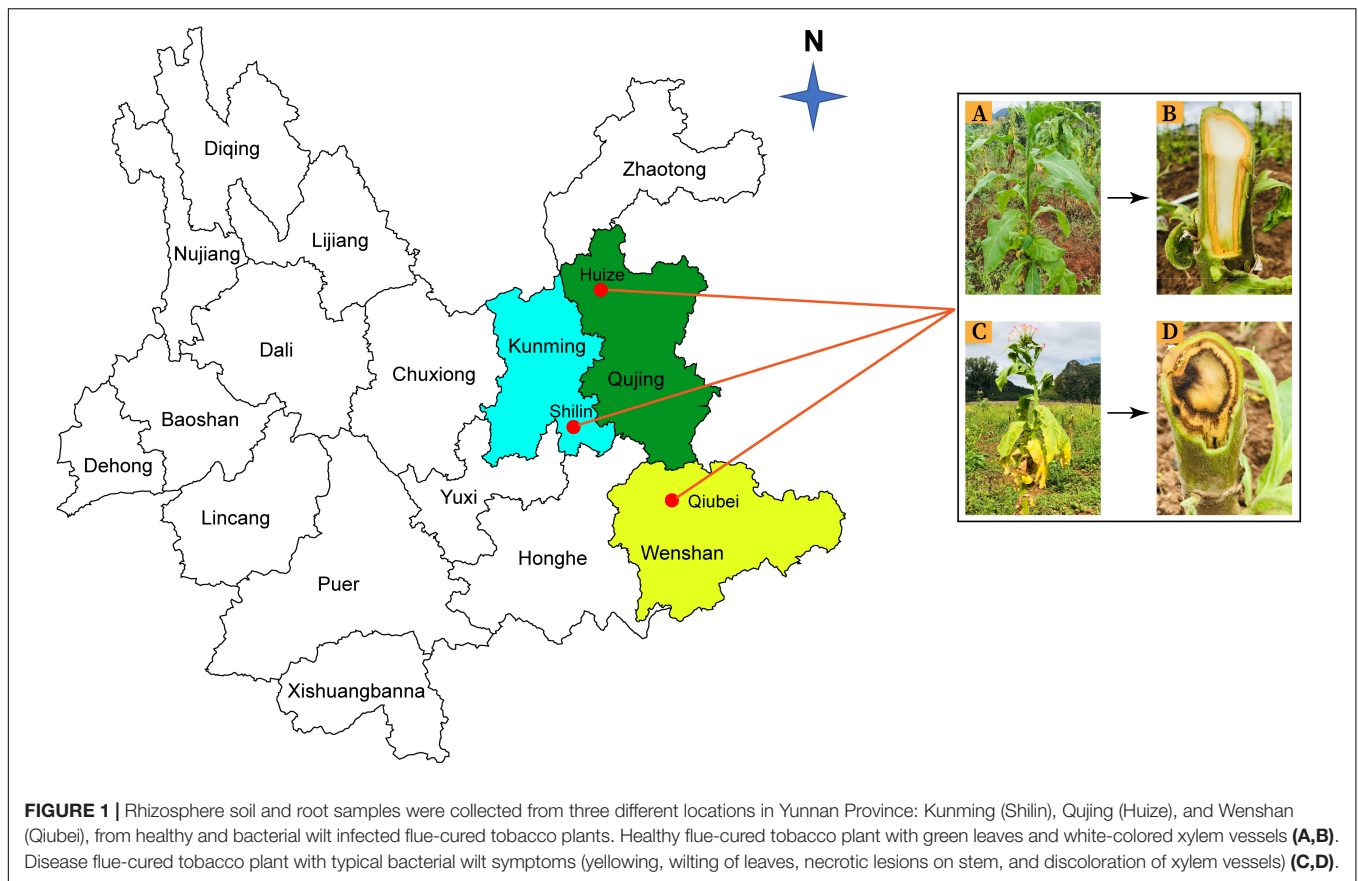 N
Diqing
Zhaotong
Nujiang
Lijiang
Huize
Dali
Kunming
Chuxiong
Qujing
Baoshan
Shilin
Dehong
Yuxi
Qiubei
Lincang
Honghe
Wenshan
Puer
Xishuangbanna
A
B
C
D
FIGURE 1 | Rhizosphere soil and root samples were collected from three different locations in Yunnan Province: Kunming (Shilin), Qujing (Huize), and Wenshan
(Qiubei), from healthy and bacterial wilt infected flue-cured tobacco plants. Healthy flue-cured tobacco plant with green leaves and white-colored xylem vessels (A,B).
Disease flue-cured tobacco plant with typical bacterial wilt symptoms (yellowing, wilting of leaves, necrotic lesions on stem, and discoloration of xylem vessels) (C,D).